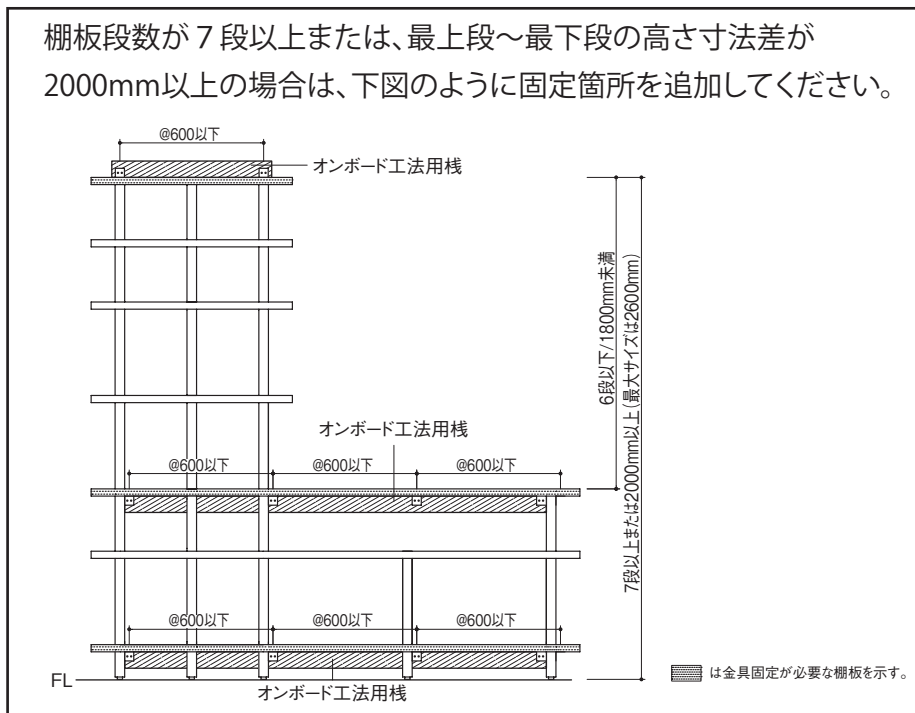 棚板段数が７段以上または、最上段～最下段の高さ寸法差が
2000mm以上の場合は、下図のように固定箇所を追加してください。
@600以下
オンボード工法用桟
6段以下/1800mm未満
7段以上または2000mm以上(最大サイズは2600mm)
オンボード工法用桟
@600以下
@600以下
@600以下
@600以下
@600以下
@600以下
FL
オンボード工法用桟
は金具固定が必要な棚板を示す。